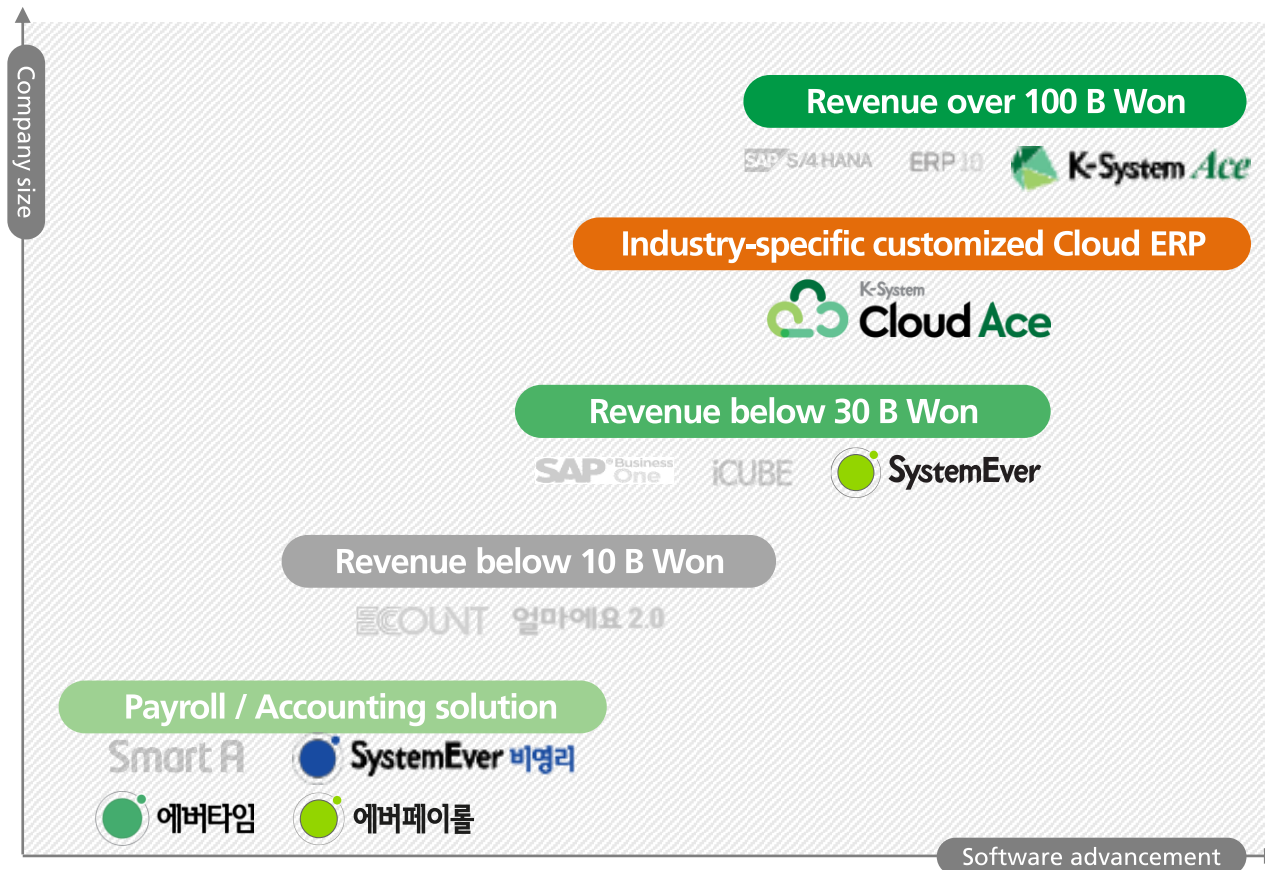 Company size
Revenue over 100 B Won
SAP S/4 HANA ERP 10 K-System Ace
Industry-specific customized Cloud ERP
K-System
Cloud Ace
Revenue below 30 B Won
SAP Business One iCUBE SystemEver
Revenue below 10 B Won
ECOUNT 얼마에요 2.0
Payroll / Accounting solution
Smart A SystemEver 비영리
에버타임 에버페이롤
Software advancement